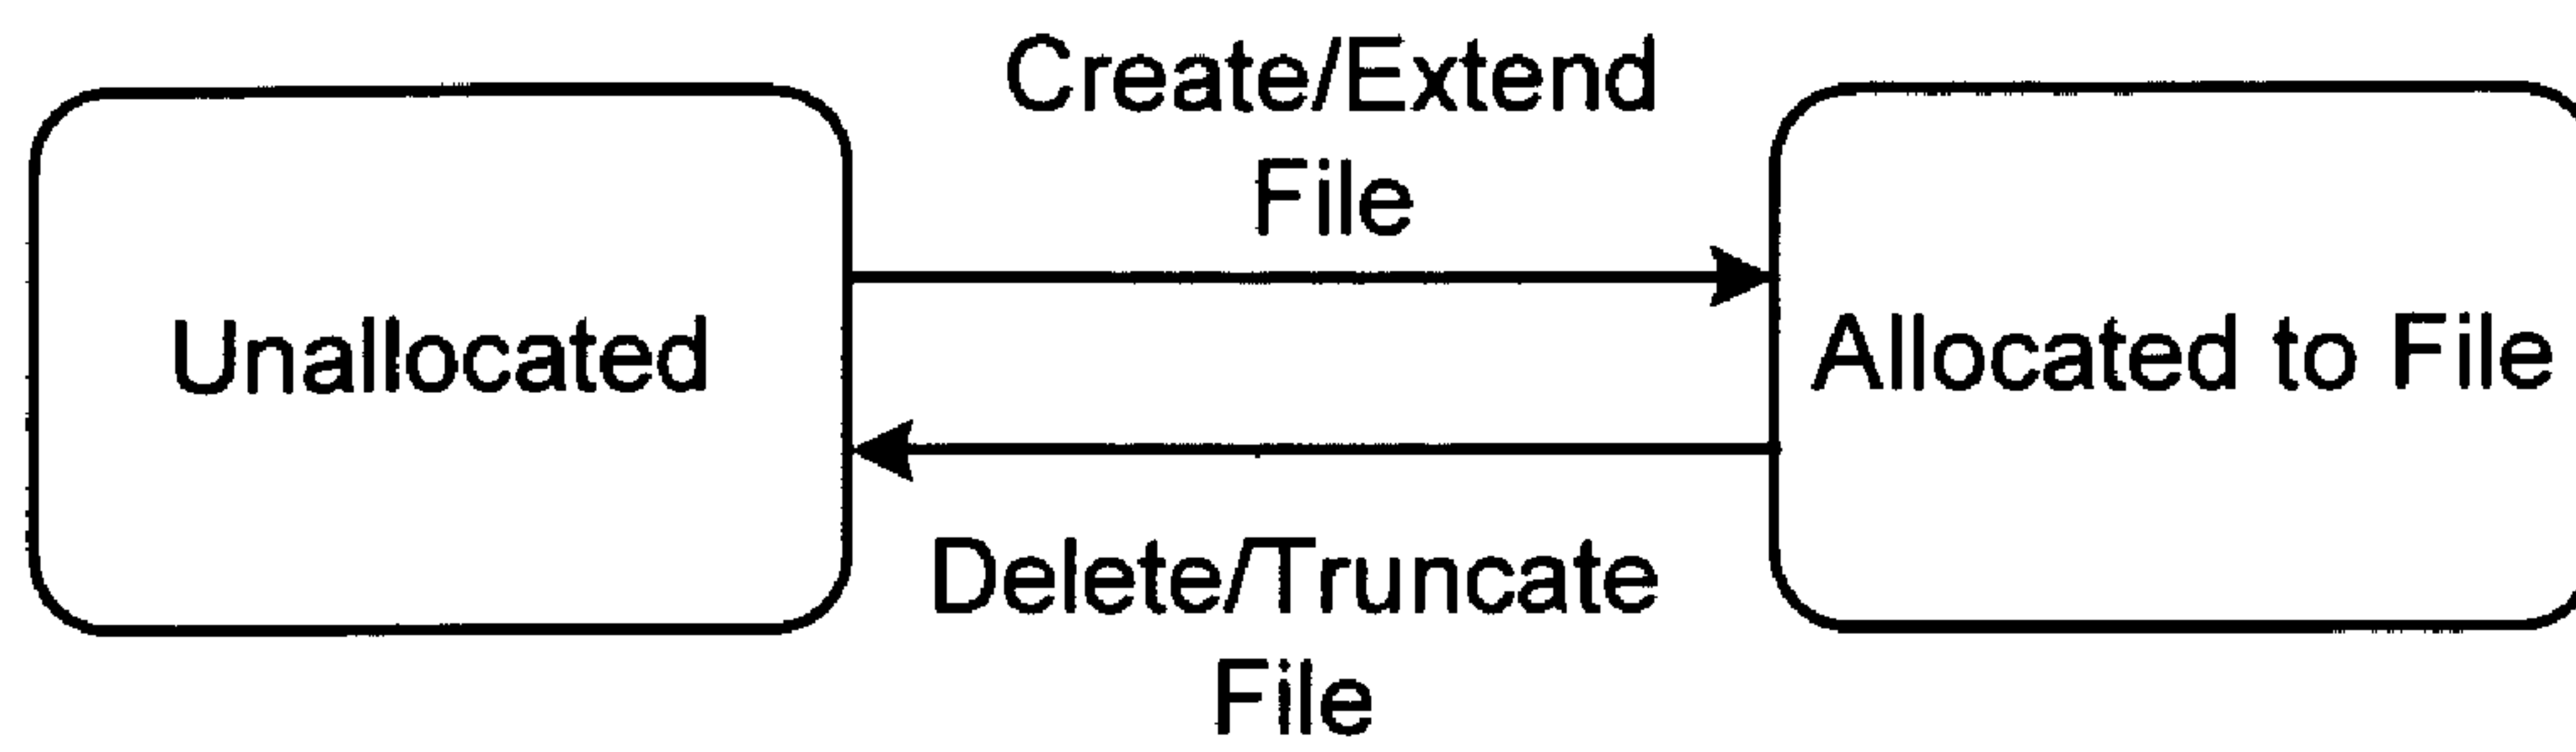 Create/Extend
File
Unallocated
Allocated to File
Delete/Truncate
File